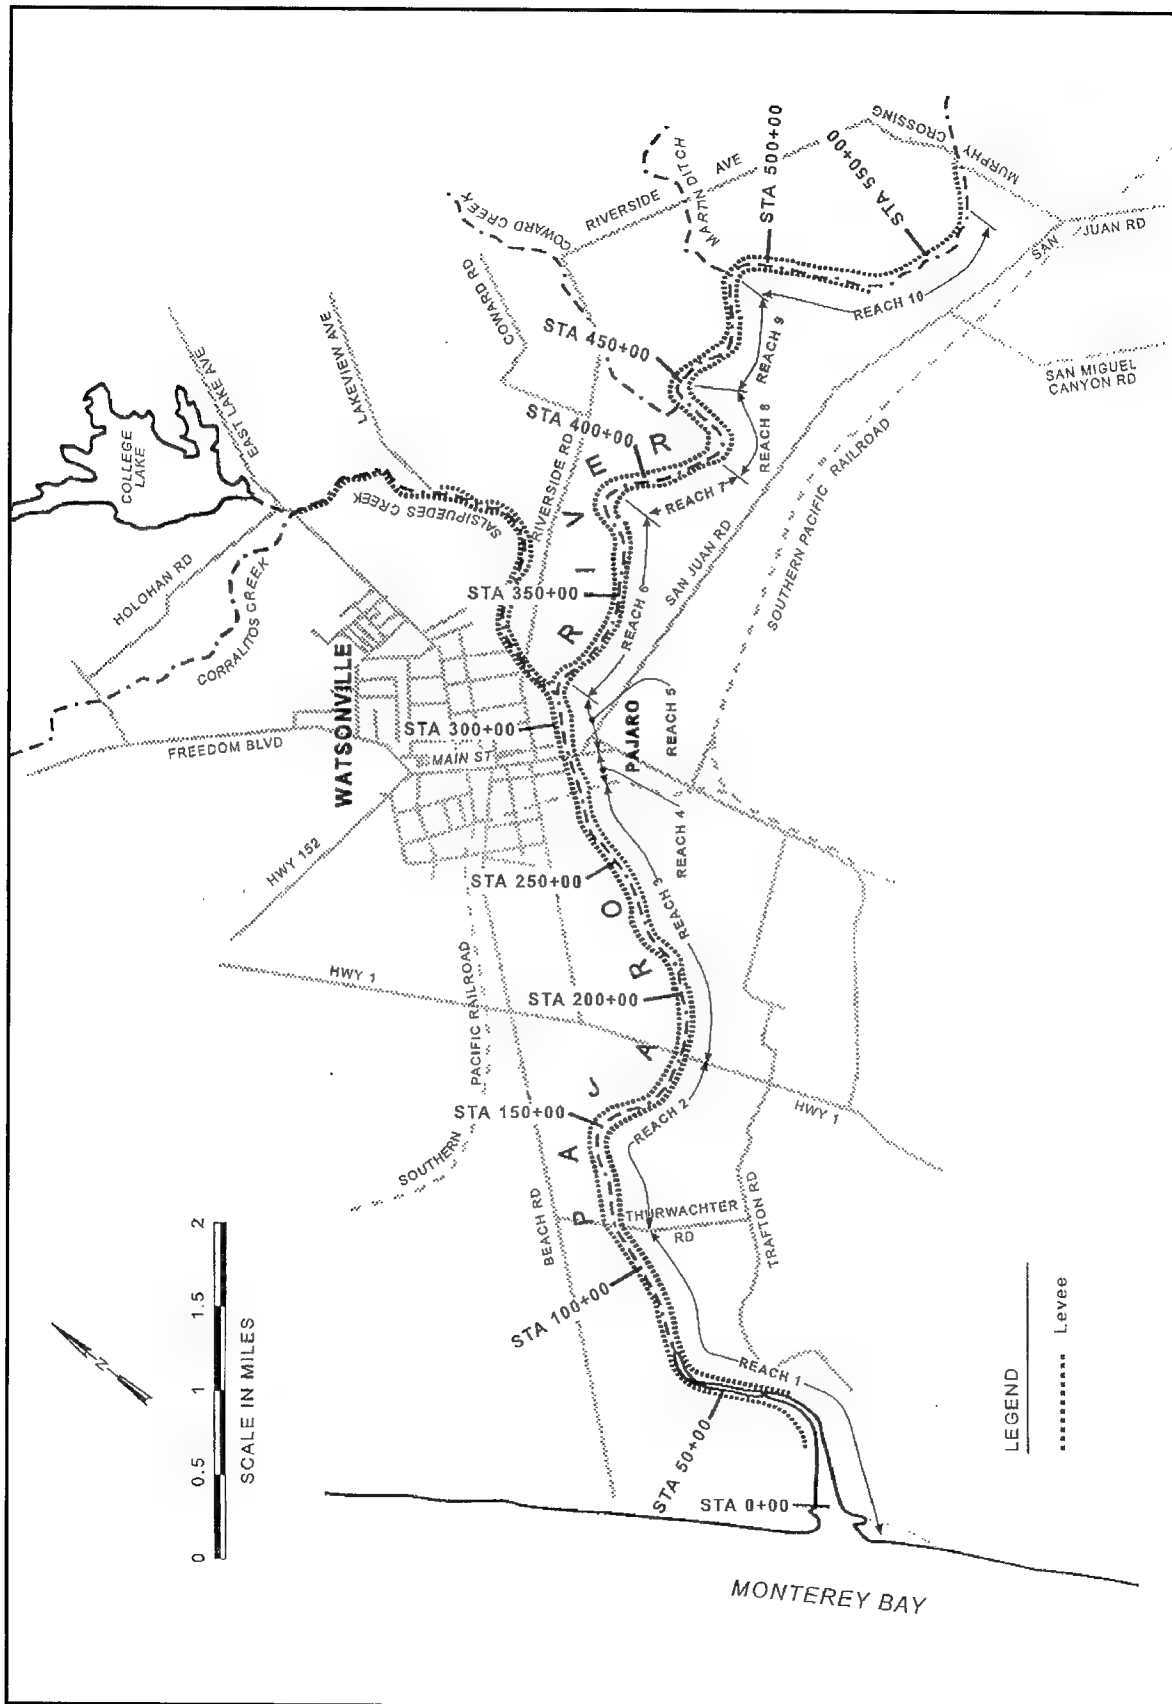 COLLEGE
LAKE
EAST LAKE AVE
LAKEVIEW AVE
HOLOHAN RD
CORRALITOS CREEK
SALSIPUEDES CREEK
FREEDOM BLVD
WATSONVILLE
MAIN ST
HWY 152
HWY 1
COWARD CREEK
COWARD RD
RIVERSIDE AVE
RIVERSIDE RD
MARTIN DITCH
MURPHY
CROSSING
SAN
JUAN RD
SAN MIGUEL
CANYON RD
SAN JUAN RD
SOUTHERN PACIFIC RAILROAD
STA 550+00
STA 500+00
STA 450+00
STA 400+00
STA 350+00
STA 300+00
STA 250+00
STA 200+00
STA 150+00
STA 100+00
STA 50+00
STA 0+00
REACH 10
REACH 9
REACH 8
REACH 7
REACH 6
REACH 5
REACH 4
REACH 3
REACH 2
REACH 1
PAJARO
PAJARO RIVER
SOUTHERN
PACIFIC RAILROAD
BEACH RD
THURWACHTER
RD
TRAFTON RD
HWY 1
MONTEREY BAY
N
0 0.5 1 1.5 2
SCALE IN MILES
LEGEND
Levee